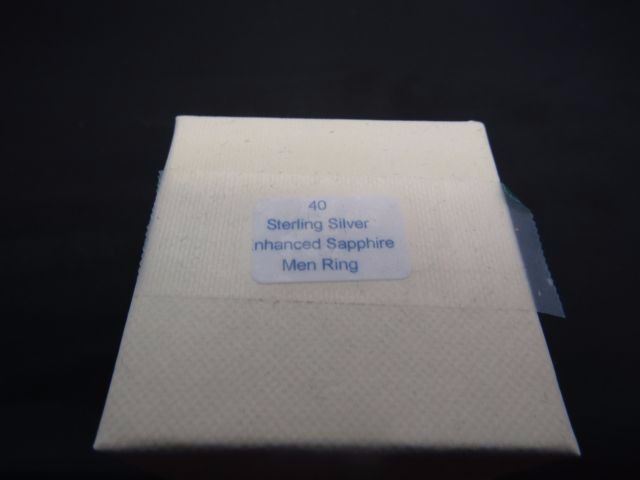 40
Sterling Silver
nhanced Sapphire
Men Ring